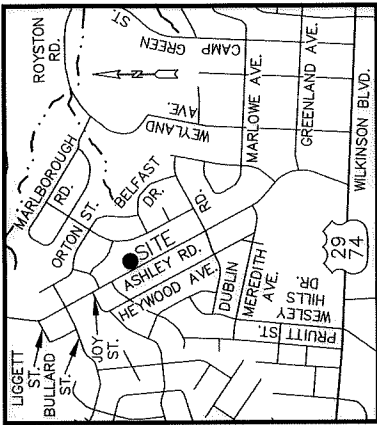 ROYSTON
RD.
CAMP
GREEN
ST.
MARLBOROUGH
RD.
WEYLAND
AVE.
MARLOWE AVE.
GREENLAND AVE.
WILKINSON BLVD.
ORTON ST.
BELFAST
DR.
RD.
SITE
ASHLEY RD.
HEYWOOD AVE.
DUBLIN
MEREDITH
AVE.
WESLEY
HILLS
DR.
PRUITT
ST.
29
74
LIGGETT
ST.
BULLARD
ST.
JOY
ST.
N